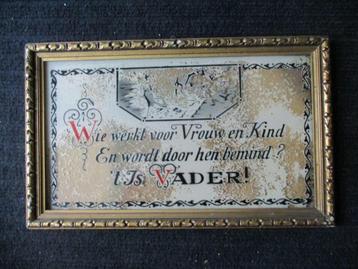 Wie werkt voor Vrouw en Kind
En wordt door hen bemind?
't Is VADER!